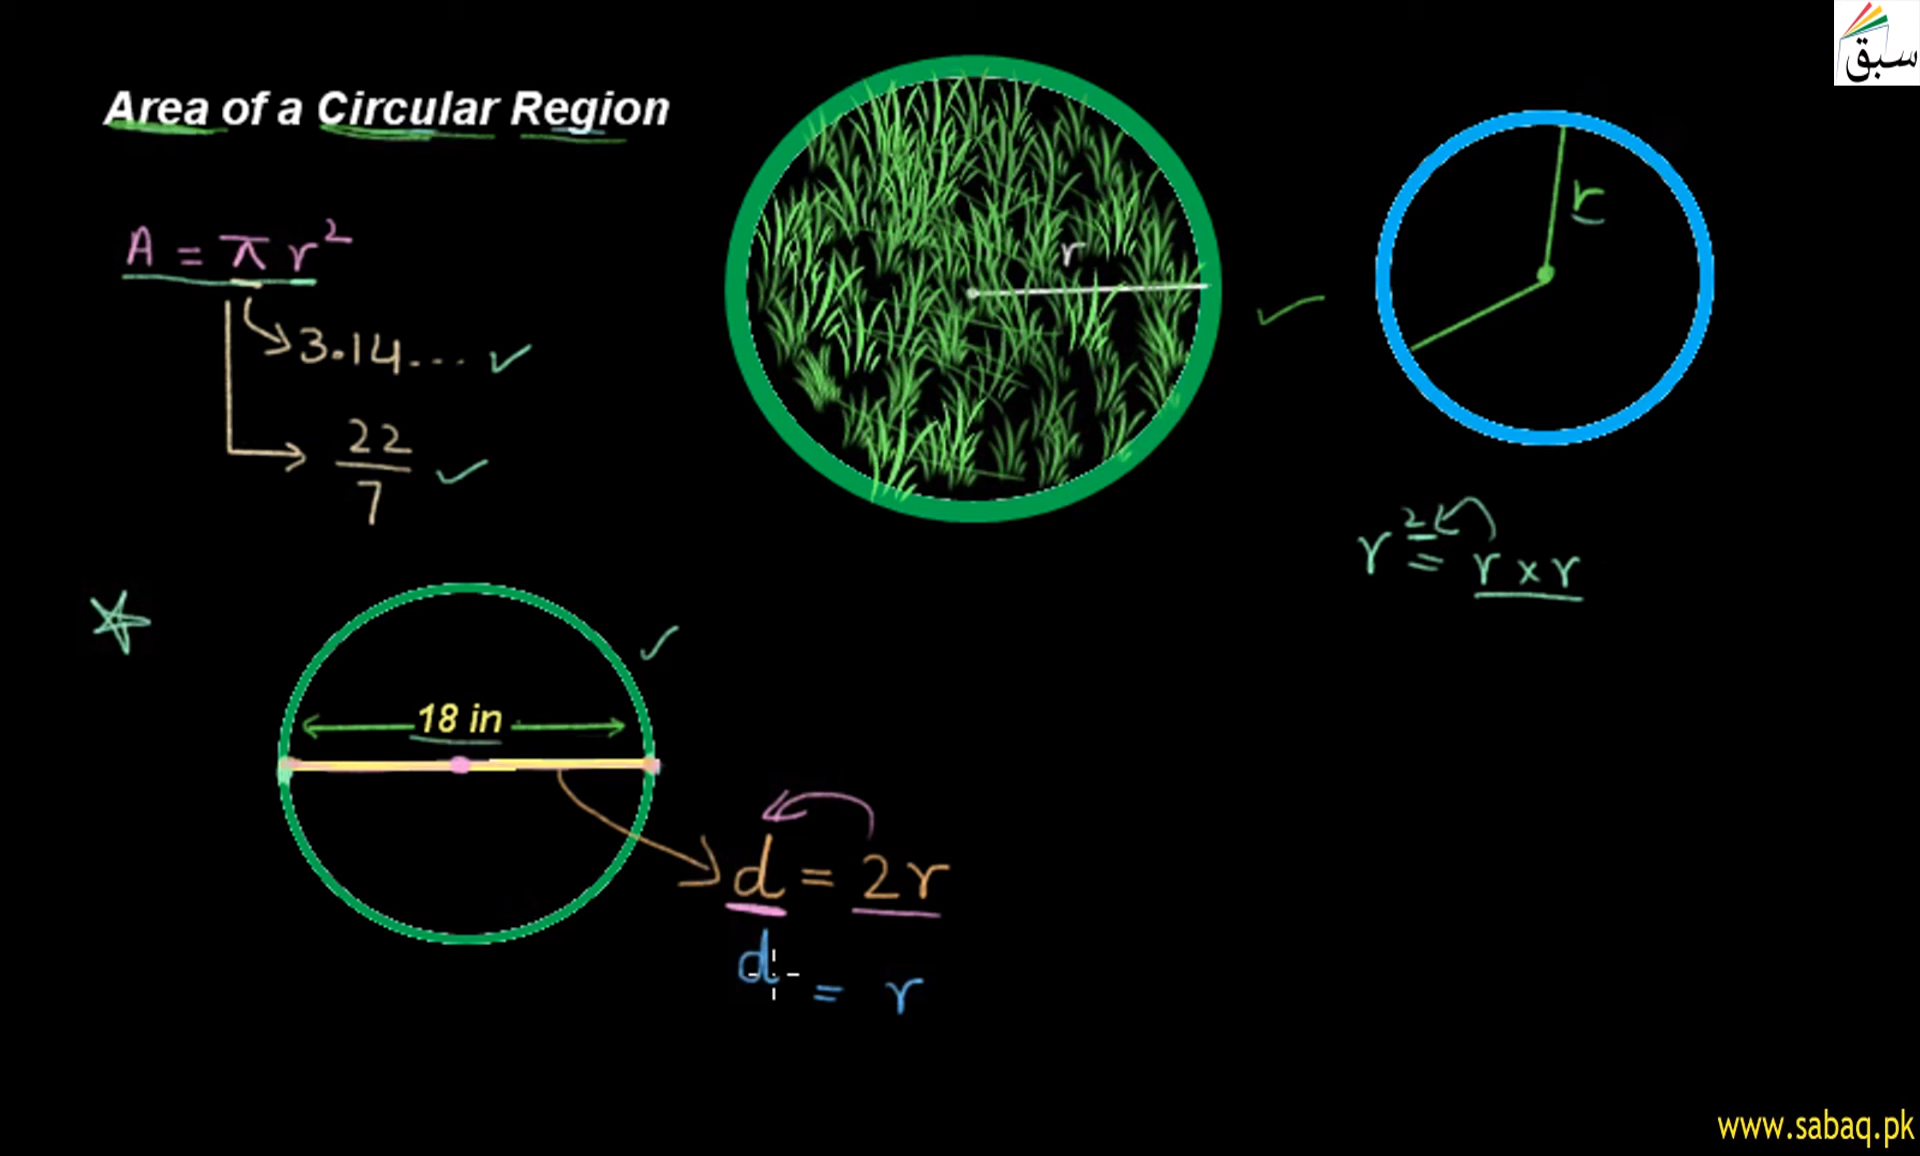 سبق
Area of a Circular Region
A = π r²
r
r
3.14...
22
7
r² = r × r
18 in
d = 2r
d = r
www.sabaq.pk